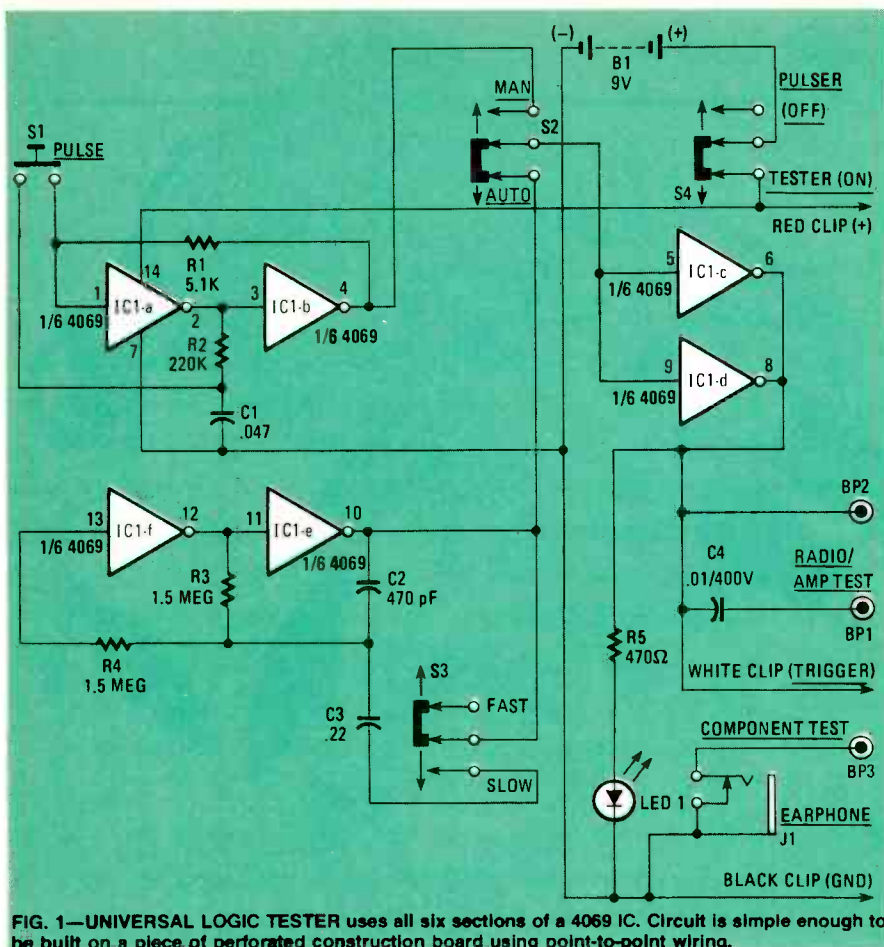 (-)
(+)
B1
9V
MAN
S2
AUTO
PULSER
(OFF)
S4
TESTER (ON)
RED CLIP (+)
S1
PULSE
R1
5.1K
1
14
IC1-a
2
7
1/6 4069
3
IC1-b
4
1/6 4069
R2
220K
C1
.047
5
IC1-c
6
1/6 4069
9
IC1-d
8
1/6 4069
13
IC1-f
12
1/6 4069
11
IC1-e
10
1/6 4069
R3
1.5 MEG
C2
470 pF
R4
1.5 MEG
C3
.22
S3
FAST
SLOW
BP2
C4
.01/400V
RADIO/
AMP TEST
BP1
R5
470Ω
WHITE CLIP (TRIGGER)
COMPONENT TEST
BP3
LED 1
EARPHONE
J1
BLACK CLIP (GND)
FIG. 1—UNIVERSAL LOGIC TESTER uses all six sections of a 4069 IC. Circuit is simple enough to
be built on a piece of perforated construction board using point-to-point wiring.